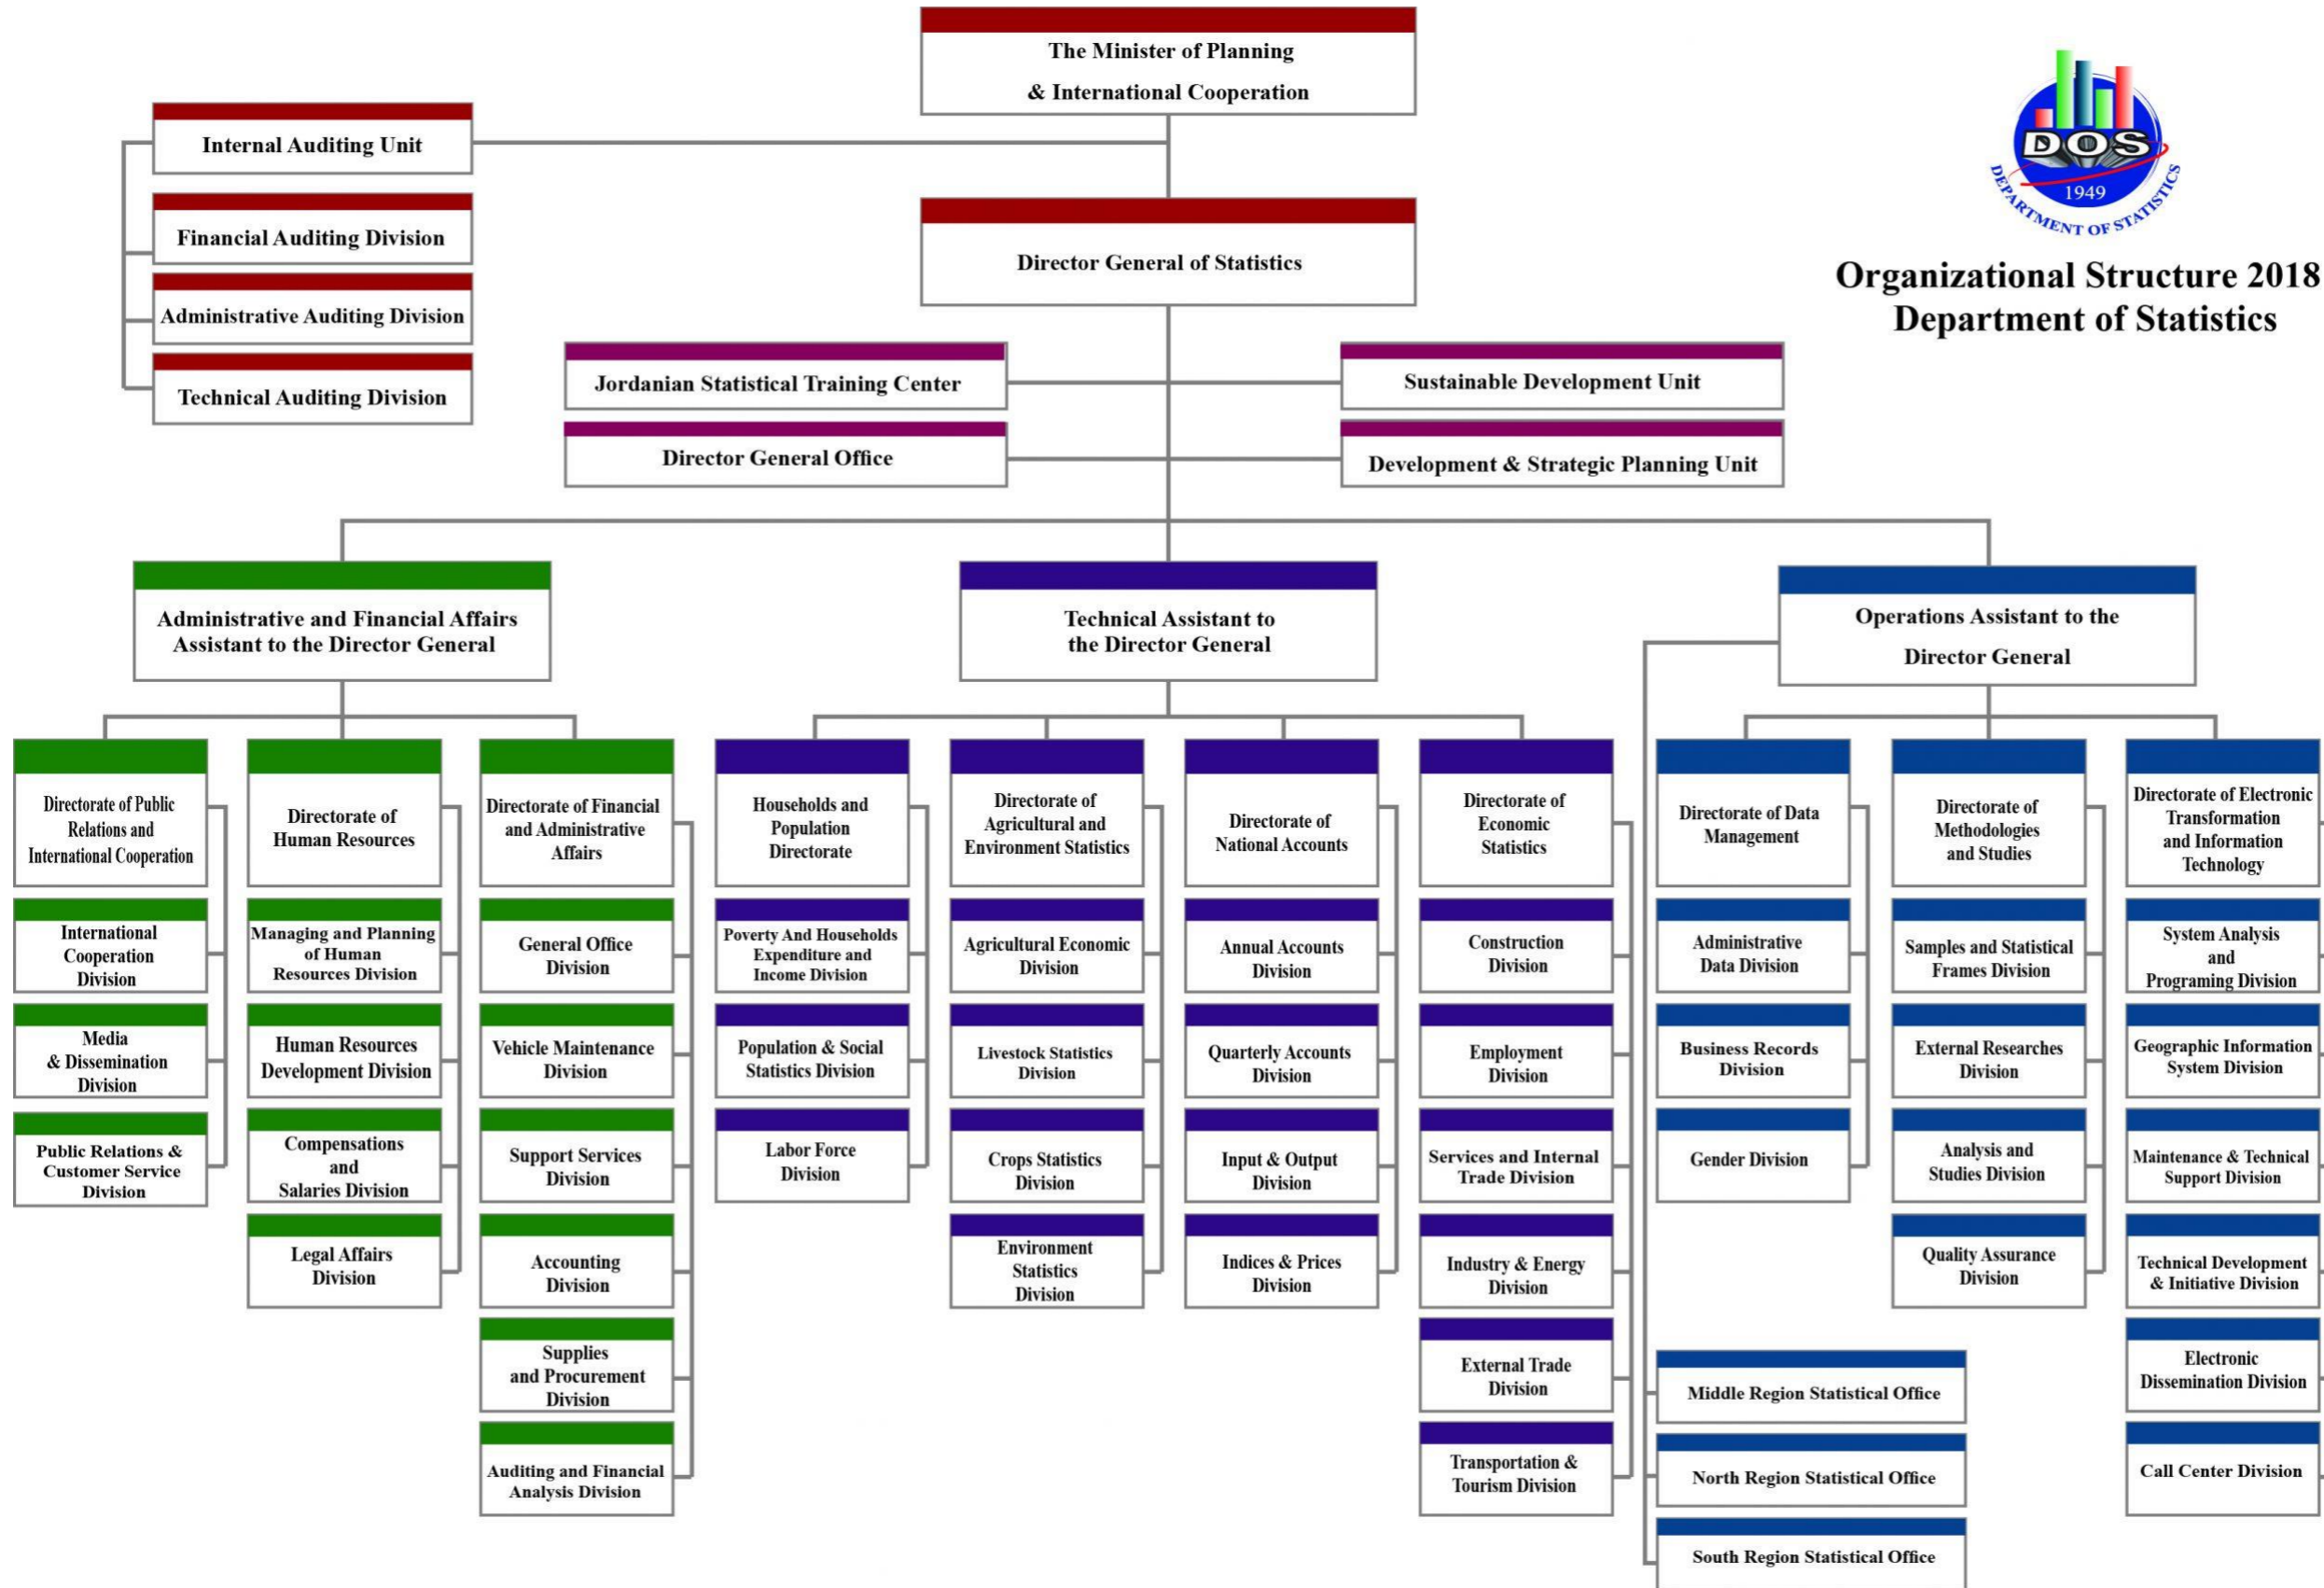 The Minister of Planning
& International Cooperation
DOS
1949
DEPARTMENT OF STATISTICS
Organizational Structure 2018
Department of Statistics
Internal Auditing Unit
Financial Auditing Division
Administrative Auditing Division
Technical Auditing Division
Director General of Statistics
Jordanian Statistical Training Center
Sustainable Development Unit
Director General Office
Development & Strategic Planning Unit
Administrative and Financial Affairs
Assistant to the Director General
Technical Assistant to
the Director General
Operations Assistant to the
Director General
Directorate of Public
Relations and
International Cooperation
International
Cooperation
Division
Media
& Dissemination
Division
Public Relations &
Customer Service
Division
Directorate of
Human Resources
Managing and Planning
of Human
Resources Division
Human Resources
Development Division
Compensations
and
Salaries Division
Legal Affairs
Division
Directorate of Financial
and Administrative
Affairs
General Office
Division
Vehicle Maintenance
Division
Support Services
Division
Accounting
Division
Supplies
and Procurement
Division
Auditing and Financial
Analysis Division
Households and
Population
Directorate
Poverty And Households
Expenditure and
Income Division
Population & Social
Statistics Division
Labor Force
Division
Directorate of
Agricultural and
Environment Statistics
Agricultural Economic
Division
Livestock Statistics
Division
Crops Statistics
Division
Environment
Statistics
Division
Directorate of
National Accounts
Annual Accounts
Division
Quarterly Accounts
Division
Input & Output
Division
Indices & Prices
Division
Directorate of
Economic
Statistics
Construction
Division
Employment
Division
Services and Internal
Trade Division
Industry & Energy
Division
External Trade
Division
Transportation &
Tourism Division
Directorate of Data
Management
Administrative
Data Division
Business Records
Division
Gender Division
Directorate of
Methodologies
and Studies
Samples and Statistical
Frames Division
External Researches
Division
Analysis and
Studies Division
Quality Assurance
Division
Directorate of Electronic
Transformation
and Information
Technology
System Analysis
and
Programing Division
Geographic Information
System Division
Maintenance & Technical
Support Division
Technical Development
& Initiative Division
Electronic
Dissemination Division
Call Center Division
Middle Region Statistical Office
North Region Statistical Office
South Region Statistical Office